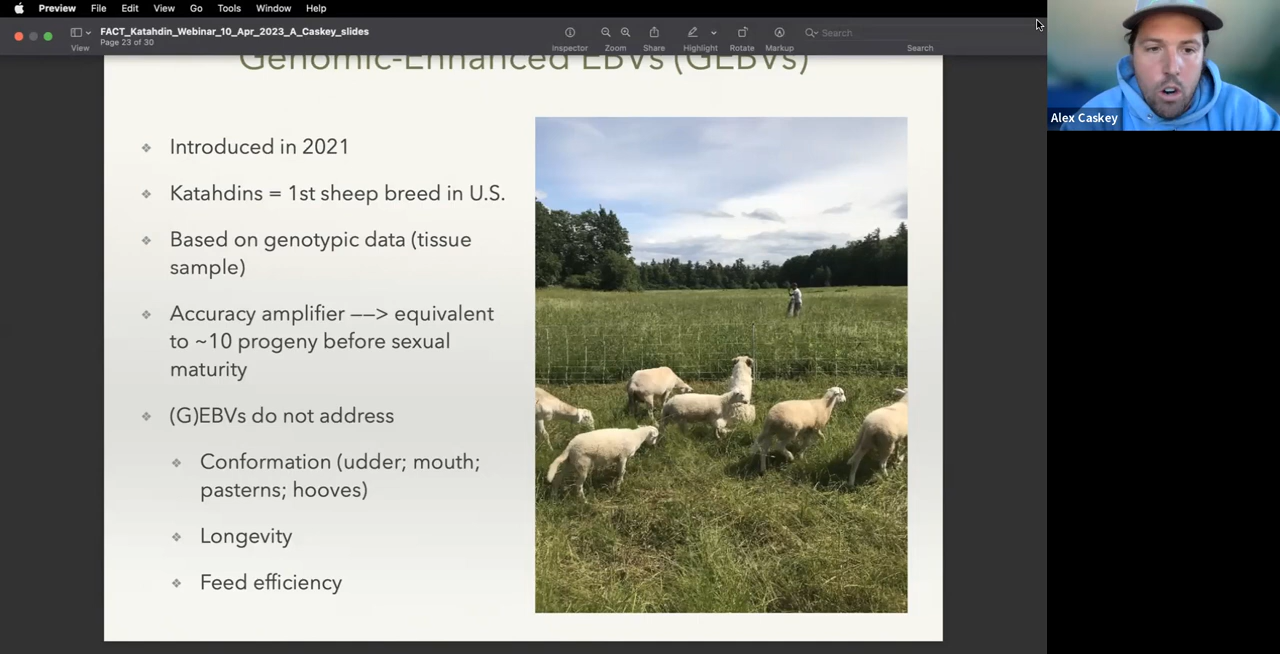 Preview File Edit View Go Tools Window Help
FACT_Katahdin_Webinar_10_Apr_2023_A_Caskey_slides
Page 23 of 30
View
Inspector
Zoom
Share
Highlight
Rotate
Markup
Search...
Search
Genomic-Enhanced EBVs (GEBVs)
Introduced in 2021
Katahdins = 1st sheep breed in U.S.
Based on genotypic data (tissue
sample)
Accuracy amplifier ––> equivalent
to ~10 progeny before sexual
maturity
(G)EBVs do not address
Conformation (udder; mouth;
pasterns; hooves)
Longevity
Feed efficiency
Alex Caskey